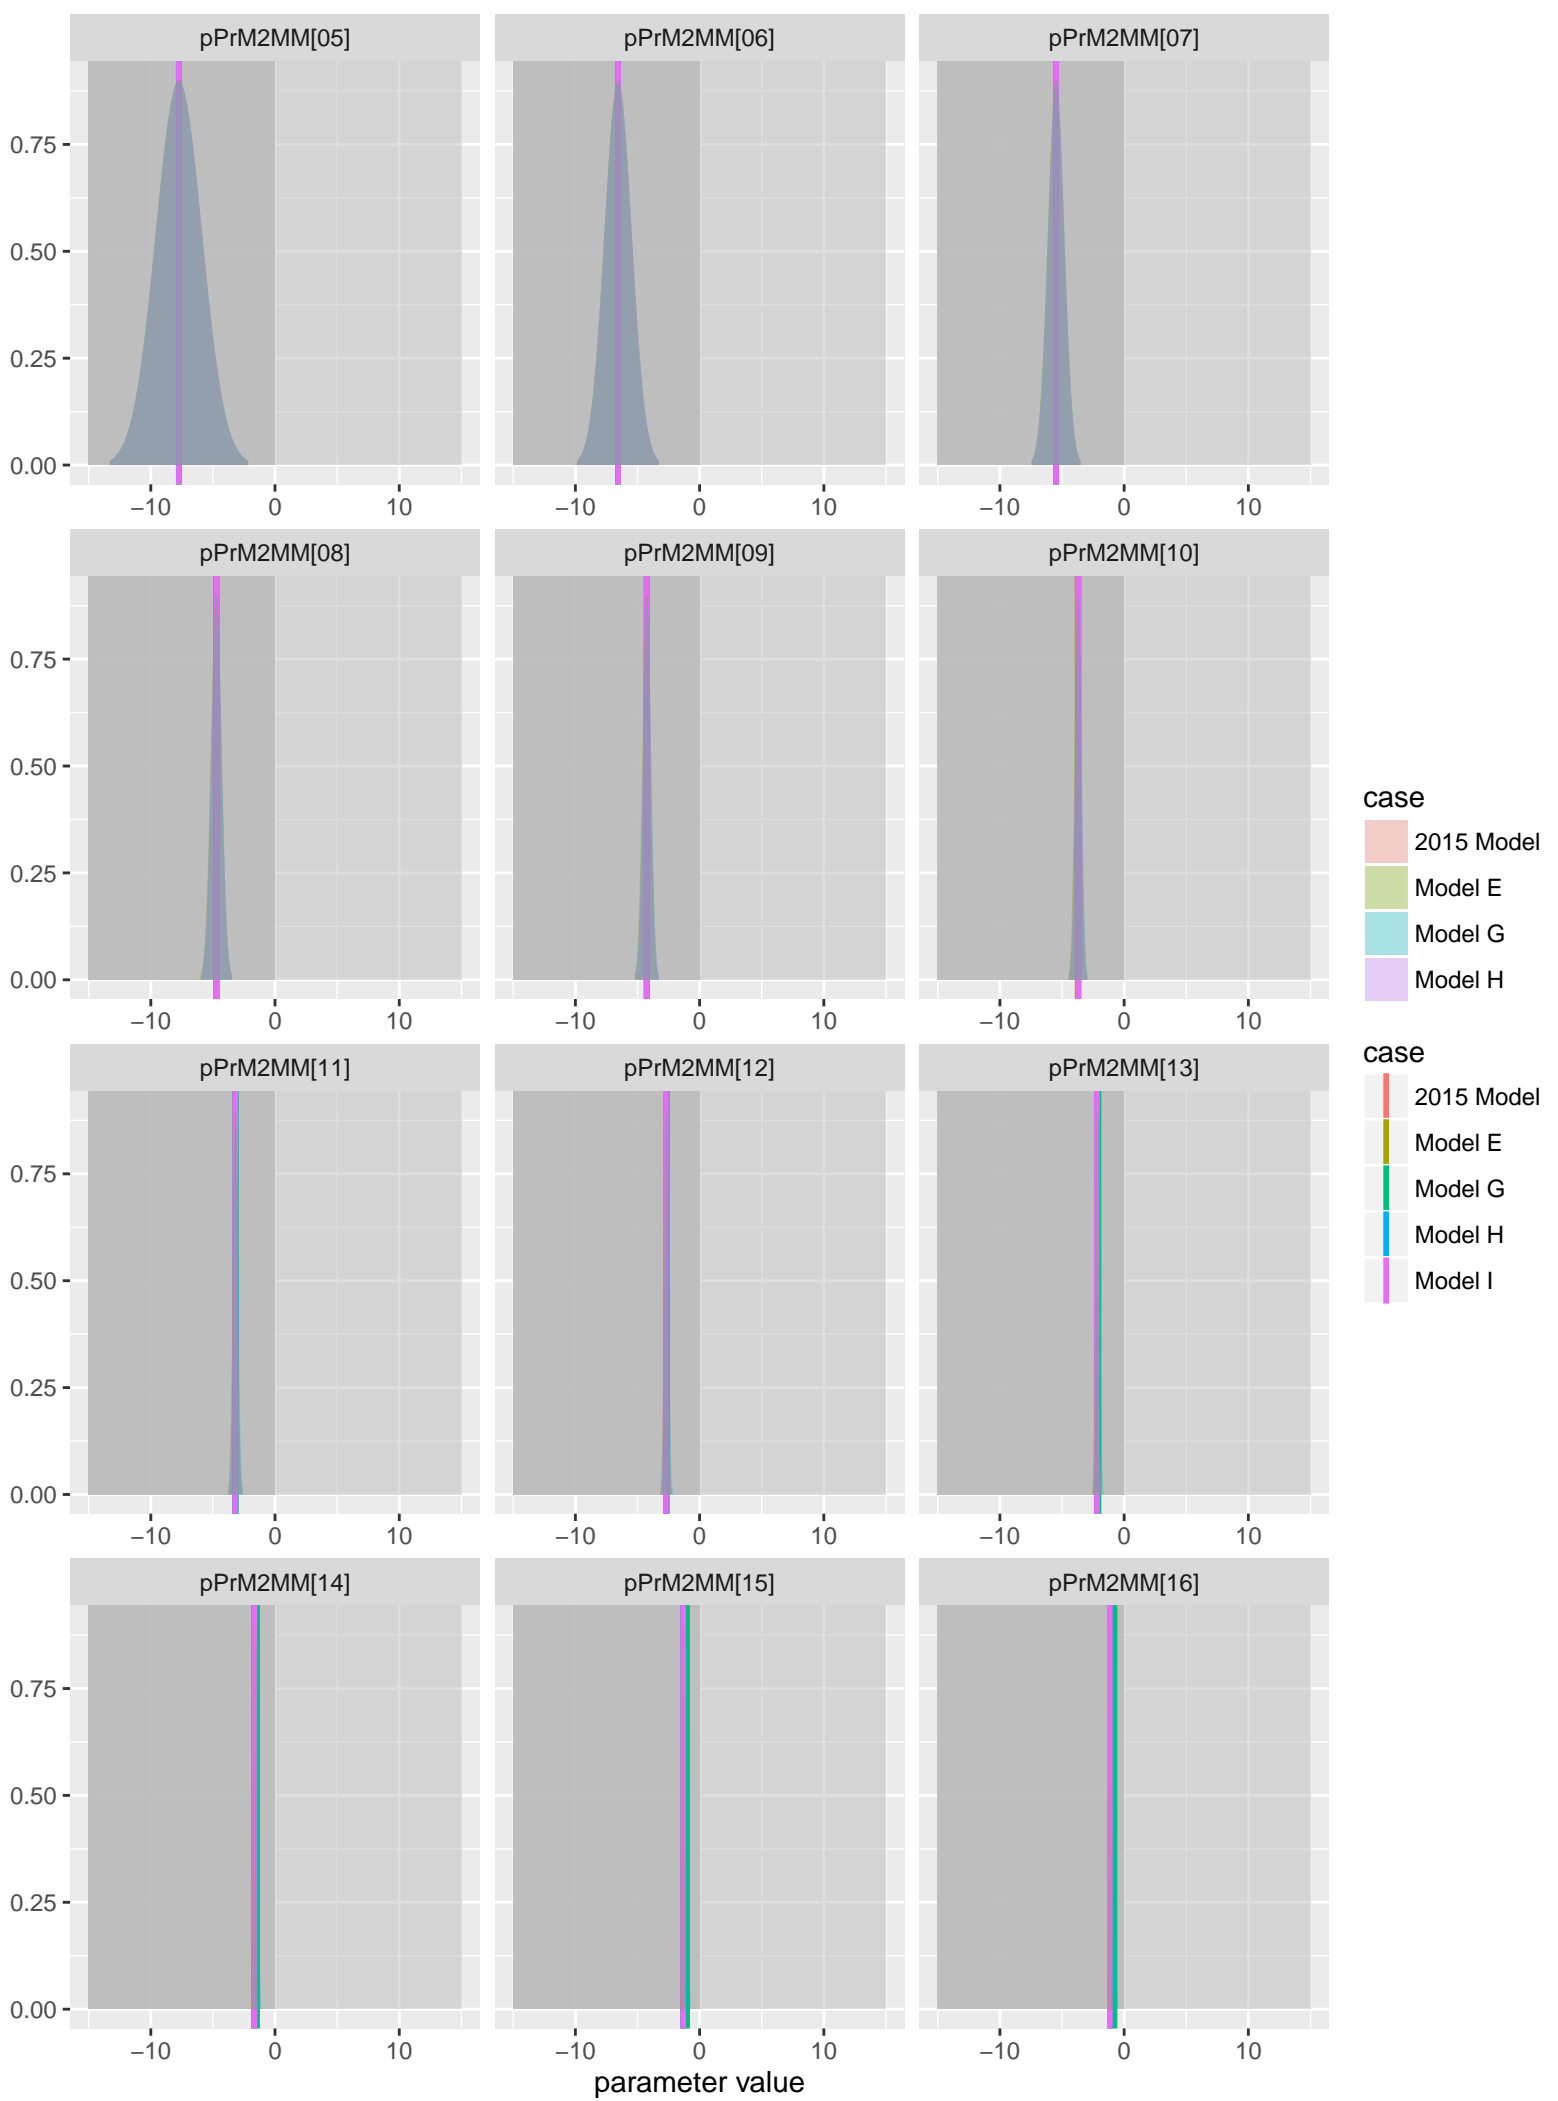 pPrM2MM[05] pPrM2MM[06] pPrM2MM[07]
0.75
0.50
0.25
0.00
−10 0 10 −10 0 10 −10 0 10
pPrM2MM[08] pPrM2MM[09] pPrM2MM[10]
0.75
0.50
0.25
0.00
−10 0 10 −10 0 10 −10 0 10
pPrM2MM[11] pPrM2MM[12] pPrM2MM[13]
0.75
0.50
0.25
0.00
−10 0 10 −10 0 10 −10 0 10
pPrM2MM[14] pPrM2MM[15] pPrM2MM[16]
0.75
0.50
0.25
0.00
−10 0 10 −10 0 10 −10 0 10
parameter value
case
2015 Model
Model E
Model G
Model H
case
2015 Model
Model E
Model G
Model H
Model I